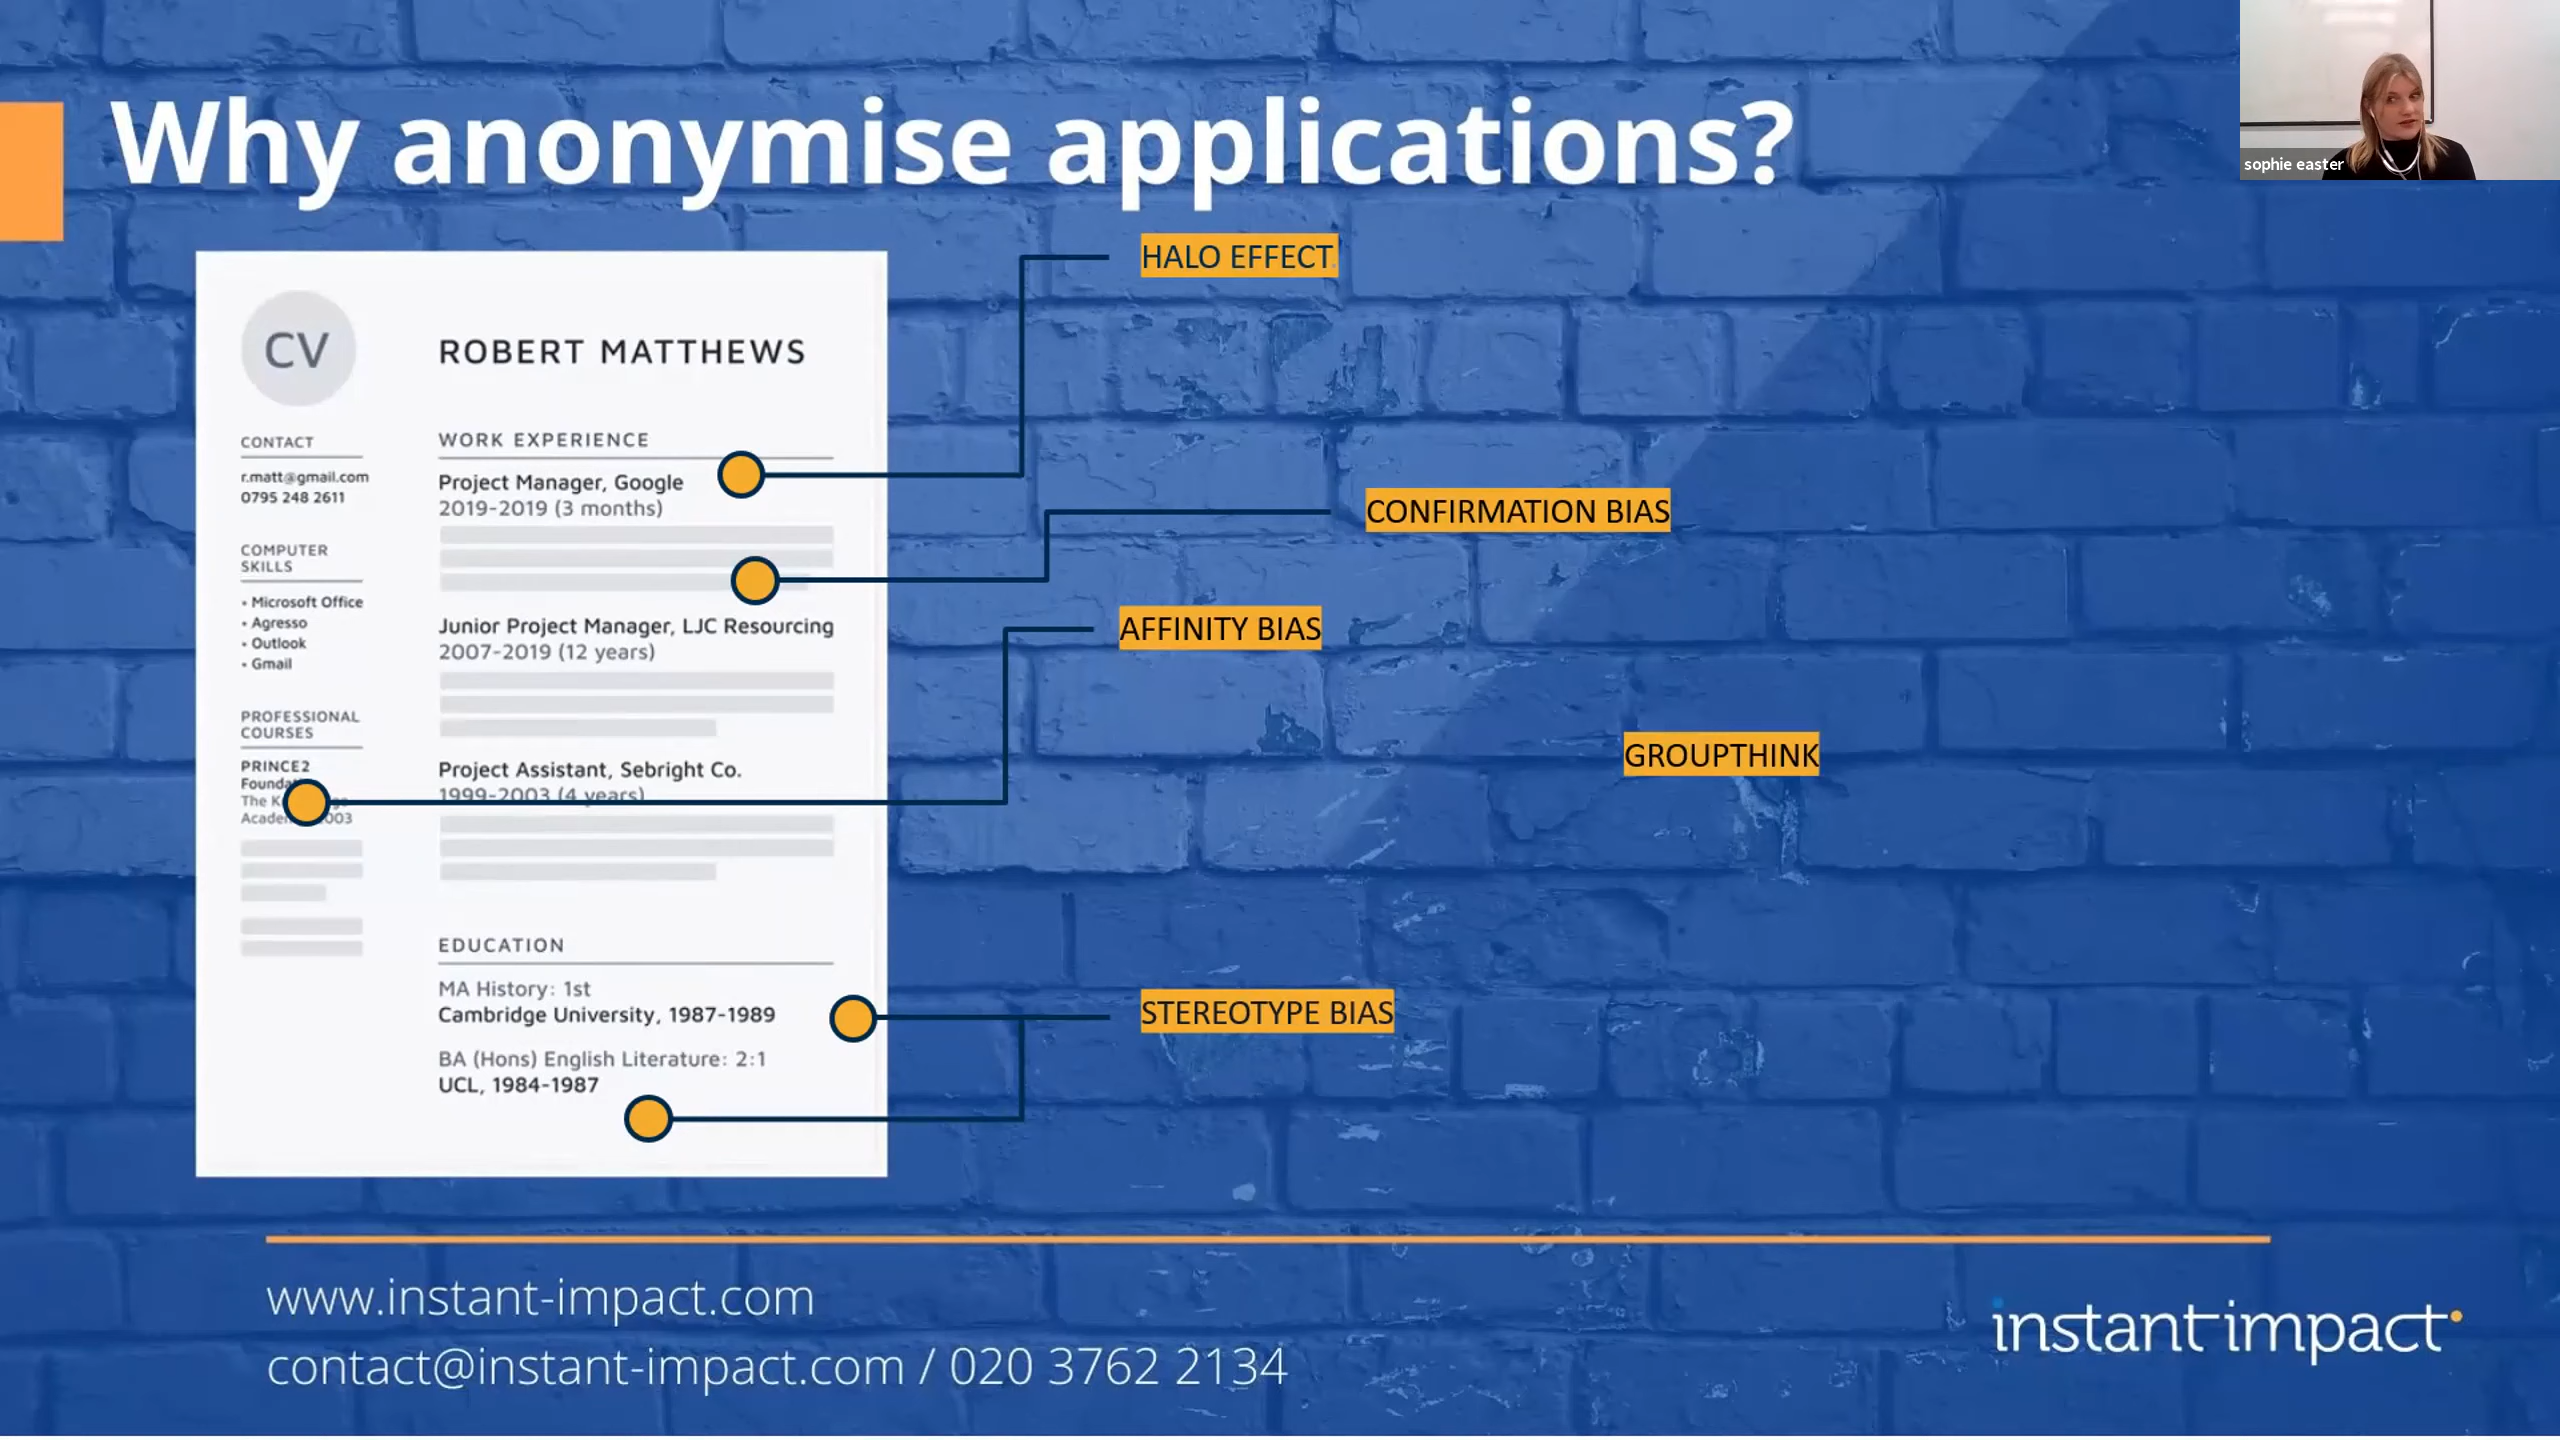 Why anonymise applications?
sophie easter
HALO EFFECT
CV
ROBERT MATTHEWS
CONTACT
r.matt@gmail.com
0795 248 2611
COMPUTER
SKILLS
• Microsoft Office
• Agresso
• Outlook
• Gmail
PROFESSIONAL
COURSES
PRINCE2
WORK EXPERIENCE
Project Manager, Google
2019-2019 (3 months)
Junior Project Manager, LJC Resourcing
2007-2019 (12 years)
Project Assistant, Sebright Co.
1999-2003 (4 years)
EDUCATION
MA History: 1st
Cambridge University, 1987-1989
BA (Hons) English Literature: 2:1
UCL, 1984-1987
CONFIRMATION BIAS
AFFINITY BIAS
GROUPTHINK
STEREOTYPE BIAS
www.instant-impact.com
contact@instant-impact.com / 020 3762 2134
instant impact